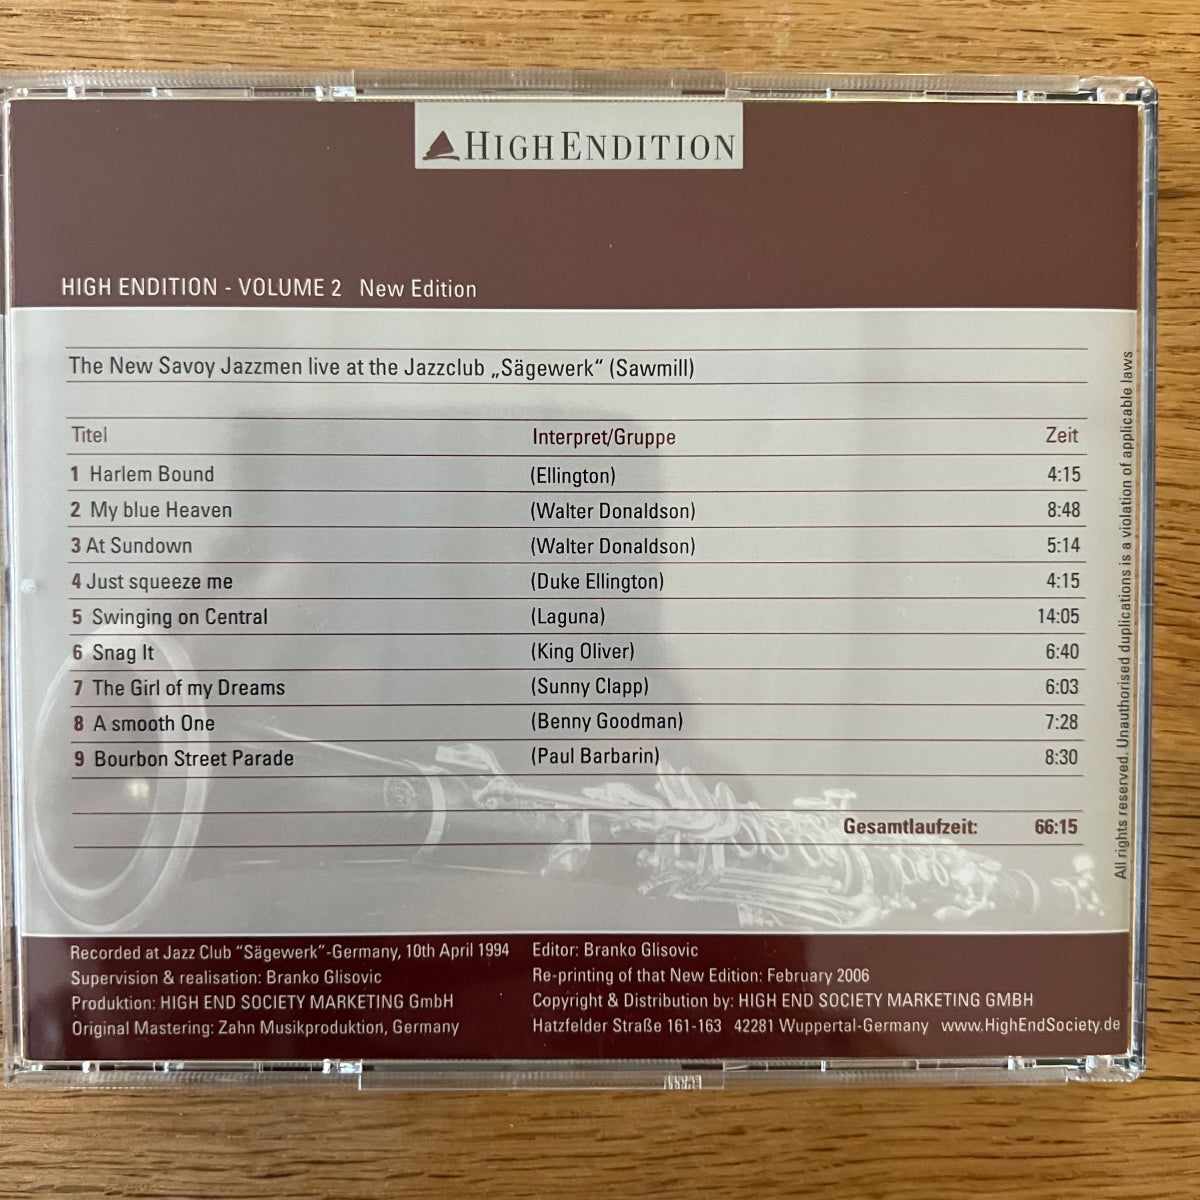 HIGHENDITION
HIGH ENDITION - VOLUME 2 New Edition
The New Savoy Jazzmen live at the Jazzclub „Sägewerk“ (Sawmill)
Titel Interpret/Gruppe Zeit
1 Harlem Bound (Ellington) 4:15
2 My blue Heaven (Walter Donaldson) 8:48
3 At Sundown (Walter Donaldson) 5:14
4 Just squeeze me (Duke Ellington) 4:15
5 Swinging on Central (Laguna) 14:05
6 Snag It (King Oliver) 6:40
7 The Girl of my Dreams (Sunny Clapp) 6:03
8 A smooth One (Benny Goodman) 7:28
9 Bourbon Street Parade (Paul Barbarin) 8:30
Gesamtlaufzeit: 66:15
All rights reserved. Unauthorised duplications is a violation of applicable laws
Recorded at Jazz Club "Sägewerk"-Germany, 10th April 1994
Supervision & realisation: Branko Glisovic
Produktion: HIGH END SOCIETY MARKETING GmbH
Original Mastering: Zahn Musikproduktion, Germany
Editor: Branko Glisovic
Re-printing of that New Edition: February 2006
Copyright & Distribution by: HIGH END SOCIETY MARKETING GMBH
Hatzfelder Straße 161-163 42281 Wuppertal-Germany www.HighEndSociety.de